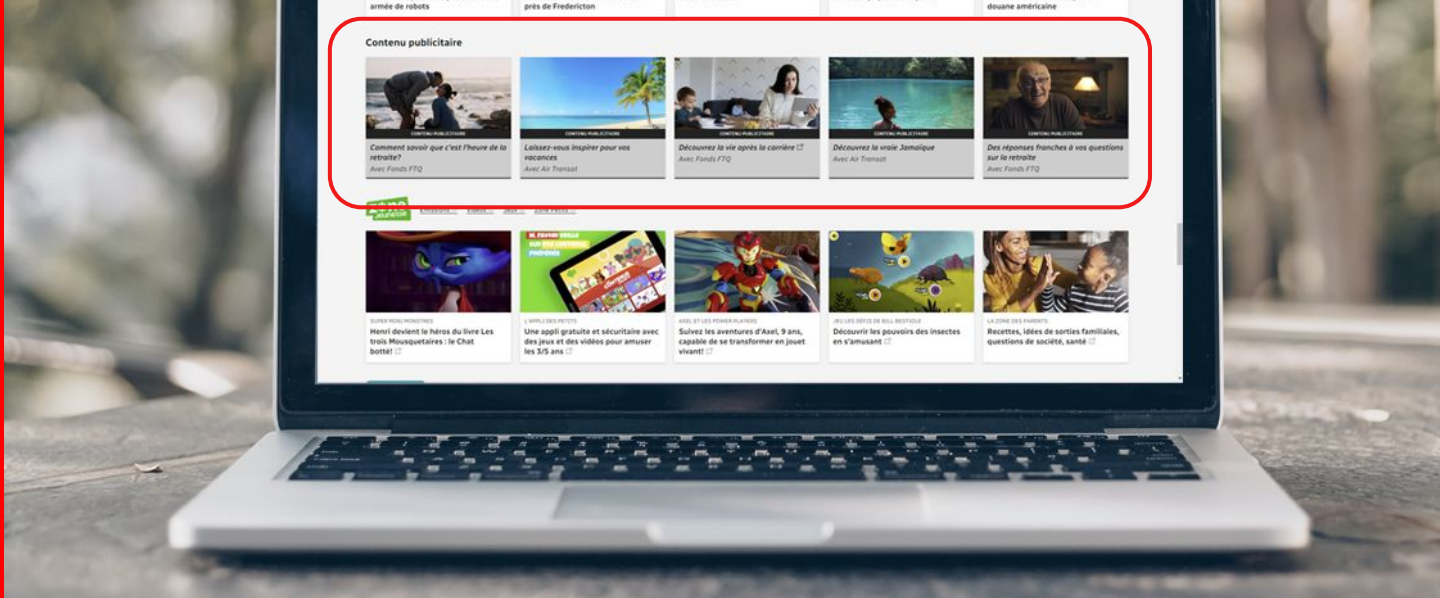 armée de robots
près de Fredericton
douane américaine
Contenu publicitaire
CONTENU PUBLICITAIRE
CONTENU PUBLICITAIRE
CONTENU PUBLICITAIRE
CONTENU PUBLICITAIRE
CONTENU PUBLICITAIRE
Comment savoir que c'est l'heure de la
retraite?
Avec Fonds FTQ
Laissez-vous inspirer pour vos
vacances
Avec Air Transat
Découvrez la vie après la carrière
Avec Fonds FTQ
Découvrez la vraie Jamaïque
Avec Air Transat
Des réponses franches à vos questions
sur la retraite
Avec Fonds FTQ
zone
jeunesse
SUPER MINI MONSTRES
Henri devient le héros du livre Les
trois Mousquetaires : le Chat
botté!
L'APPLI DES PETITS
Une appli gratuite et sécuritaire avec
des jeux et des vidéos pour amuser
les 3/5 ans
AXEL ET LES POWER PLAYERS
Suivez les aventures d'Axel, 9 ans,
capable de se transformer en jouet
vivant!
JEU LES DÉFIS DE BILL BESTIOLE
Découvrir les pouvoirs des insectes
en s'amusant
LA ZONE DES PARENTS
Recettes, idées de sorties familiales,
questions de société, santé